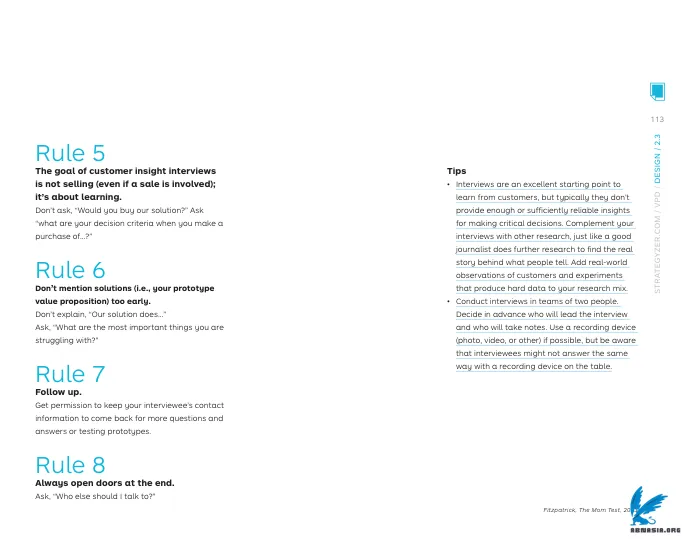 113
STRATEGYZER.COM / VPD / DESIGN / 2.3
Rule 5
The goal of customer insight interviews
is not selling (even if a sale is involved);
it's about learning.
Don't ask, “Would you buy our solution?” Ask
“what are your decision criteria when you make a
purchase of…?”
Rule 6
Don't mention solutions (i.e., your prototype
value proposition) too early.
Don't explain, “Our solution does…”
Ask, “What are the most important things you are
struggling with?”
Rule 7
Follow up.
Get permission to keep your interviewee's contact
information to come back for more questions and
answers or testing prototypes.
Rule 8
Always open doors at the end.
Ask, “Who else should I talk to?”
Tips
• Interviews are an excellent starting point to
learn from customers, but typically they don't
provide enough or sufficiently reliable insights
for making critical decisions. Complement your
interviews with other research, just like a good
journalist does further research to find the real
story behind what people tell. Add real-world
observations of customers and experiments
that produce hard data to your research mix.
• Conduct interviews in teams of two people.
Decide in advance who will lead the interview
and who will take notes. Use a recording device
(photo, video, or other) if possible, but be aware
that interviewees might not answer the same
way with a recording device on the table.
Fitzpatrick, The Mom Test,